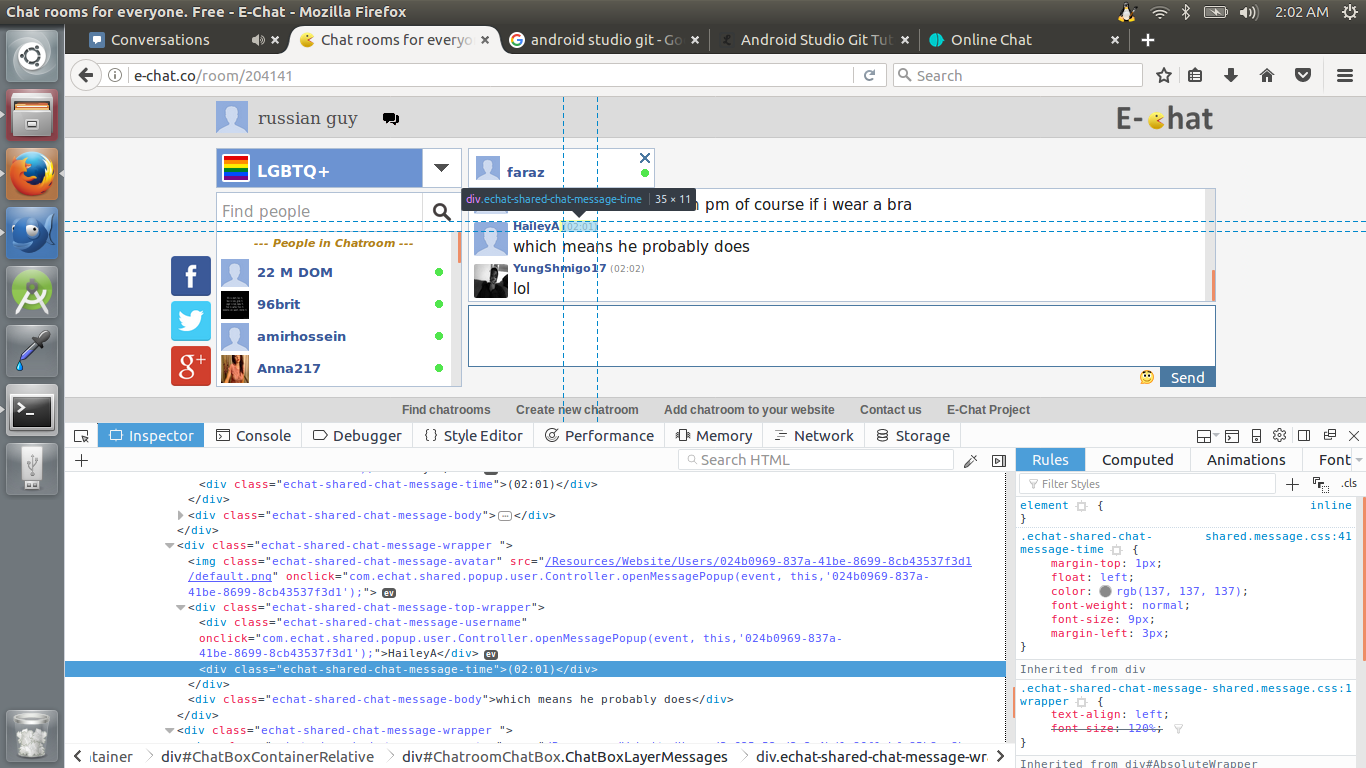 Chat rooms for everyone. Free - E-Chat - Mozilla Firefox
2:02 AM
Conversations
Chat rooms for everyo
android studio git - Go
Android Studio Git Tut
Online Chat
e-chat.co/room/204141
Search
russian guy
E-chat
LGBTQ+
faraz
div.echat-shared-chat-message-time | 35 × 11
pm of course if i wear a bra
Find people
HaileyA (02:01)
which means he probably does
--- People in Chatroom ---
YungShmigo17 (02:02)
lol
22 M DOM
96brit
amirhossein
Anna217
Send
Find chatrooms
Create new chatroom
Add chatroom to your website
Contact us
E-Chat Project
Inspector
Console
Debugger
Style Editor
Performance
Memory
Network
Storage
Search HTML
Rules
Computed
Animations
Font
Filter Styles
.cls
<div class="echat-shared-chat-message-time">(02:01)</div>
</div>
<div class="echat-shared-chat-message-body"></div>
</div>
<div class="echat-shared-chat-message-wrapper ">
<img class="echat-shared-chat-message-avatar" src="/Resources/Website/Users/024b0969-837a-41be-8699-8cb43537f3d1
/default.png" onclick="com.echat.shared.popup.user.Controller.openMessagePopup(event, this,'024b0969-837a-
41be-8699-8cb43537f3d1');"> ev
<div class="echat-shared-chat-message-top-wrapper">
<div class="echat-shared-chat-message-username"
onclick="com.echat.shared.popup.user.Controller.openMessagePopup(event, this,'024b0969-837a-
41be-8699-8cb43537f3d1');">HaileyA</div> ev
<div class="echat-shared-chat-message-time">(02:01)</div>
</div>
<div class="echat-shared-chat-message-body">which means he probably does</div>
</div>
<div class="echat-shared-chat-message-wrapper ">
element { inline
}
.echat-shared-chat- shared.message.css:41
message-time {
margin-top: 1px;
float: left;
color: rgb(137, 137, 137);
font-weight: normal;
font-size: 9px;
margin-left: 3px;
}
Inherited from div
.echat-shared-chat-message- shared.message.css:1
wrapper {
text-align: left;
font-size: 120%;
}
Inherited from div#AbsoluteWrapper
tainer
div#ChatBoxContainerRelative
div#ChatroomChatBox.ChatBoxLayerMessages
div.echat-shared-chat-message-wr